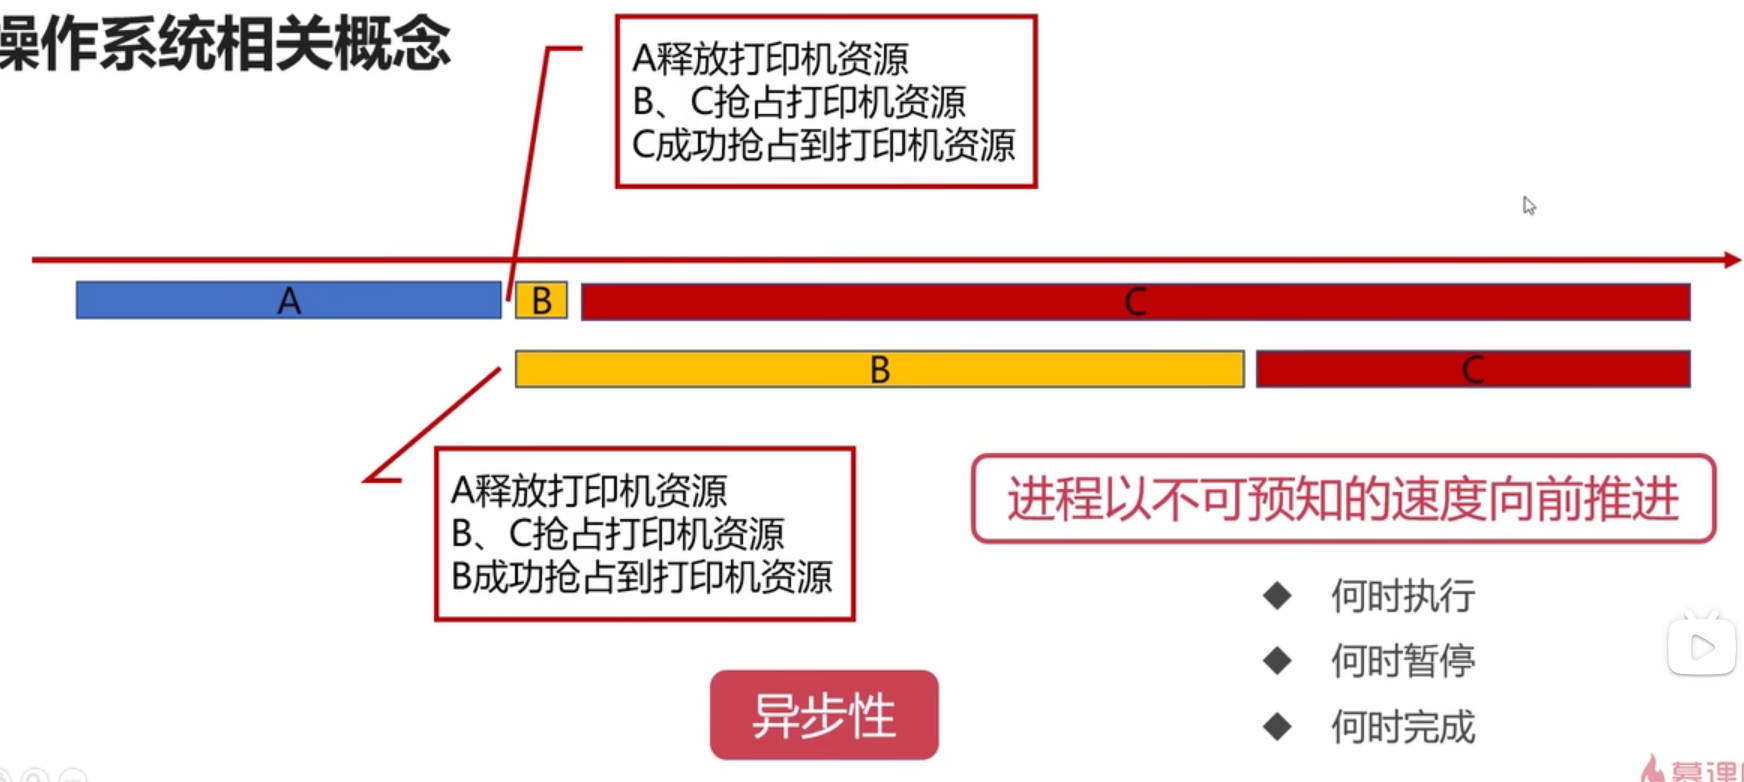 操作系统相关概念
A释放打印机资源
B、C抢占打印机资源
C成功抢占到打印机资源
A
B
C
B
C
A释放打印机资源
B、C抢占打印机资源
B成功抢占到打印机资源
进程以不可预知的速度向前推进
何时执行
何时暂停
何时完成
异步性
慕课